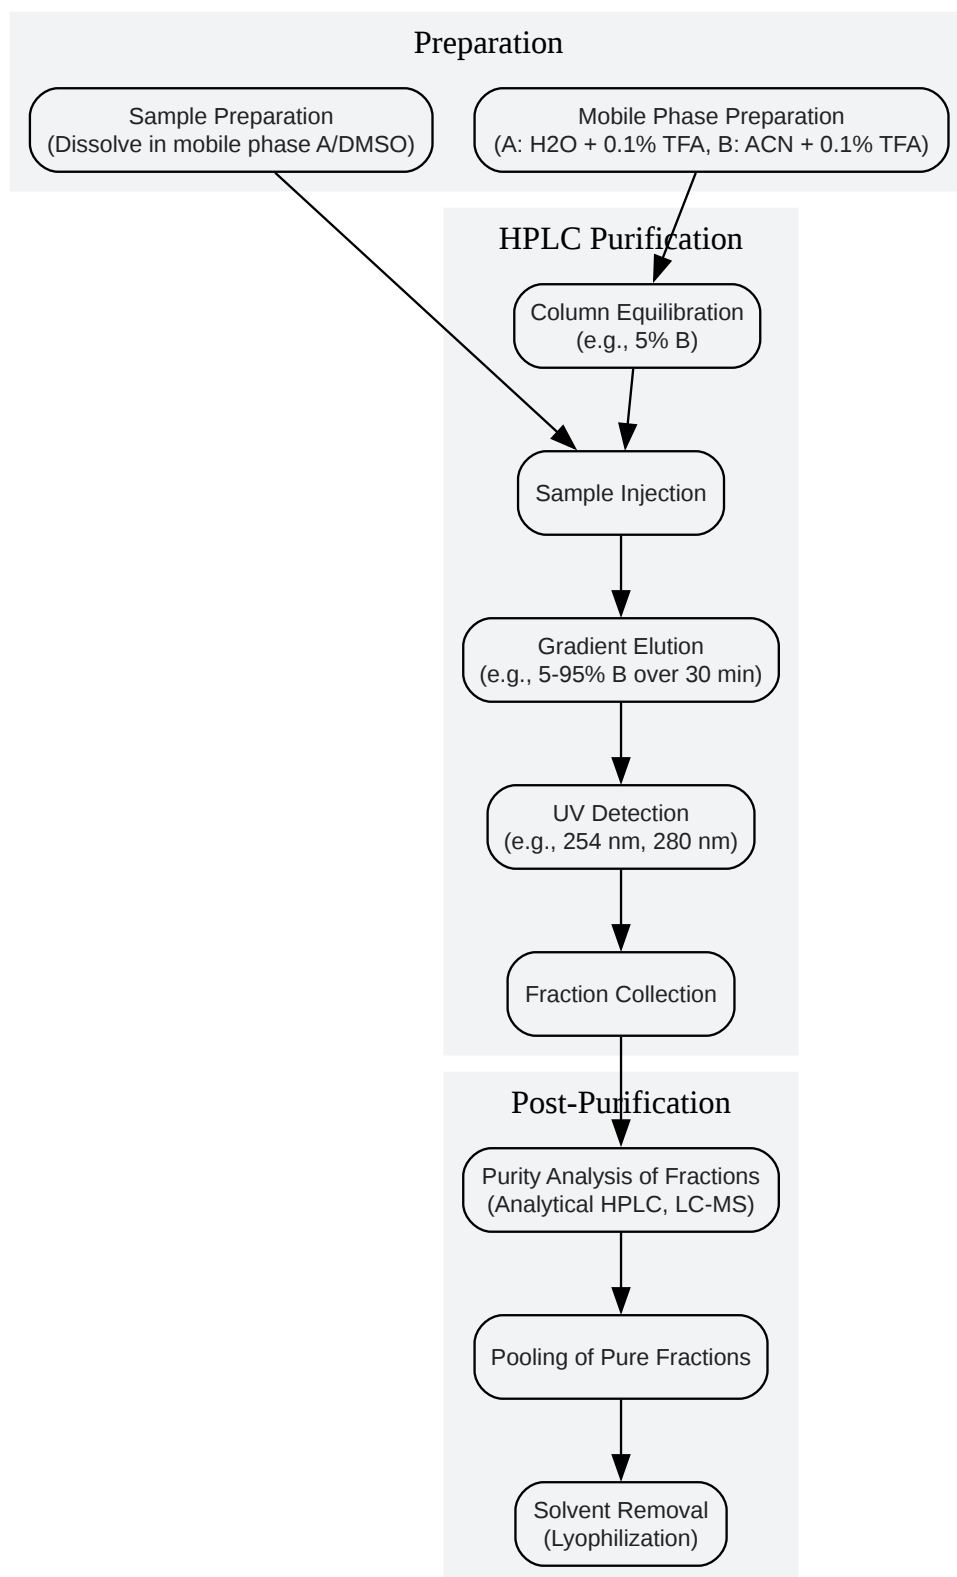 Preparation
Sample Preparation
(Dissolve in mobile phase A/DMSO)
Mobile Phase Preparation
(A: H2O + 0.1% TFA, B: ACN + 0.1% TFA)
HPLC Purification
Column Equilibration
(e.g., 5% B)
Sample Injection
Gradient Elution
(e.g., 5-95% B over 30 min)
UV Detection
(e.g., 254 nm, 280 nm)
Fraction Collection
Post-Purification
Purity Analysis of Fractions
(Analytical HPLC, LC-MS)
Pooling of Pure Fractions
Solvent Removal
(Lyophilization)